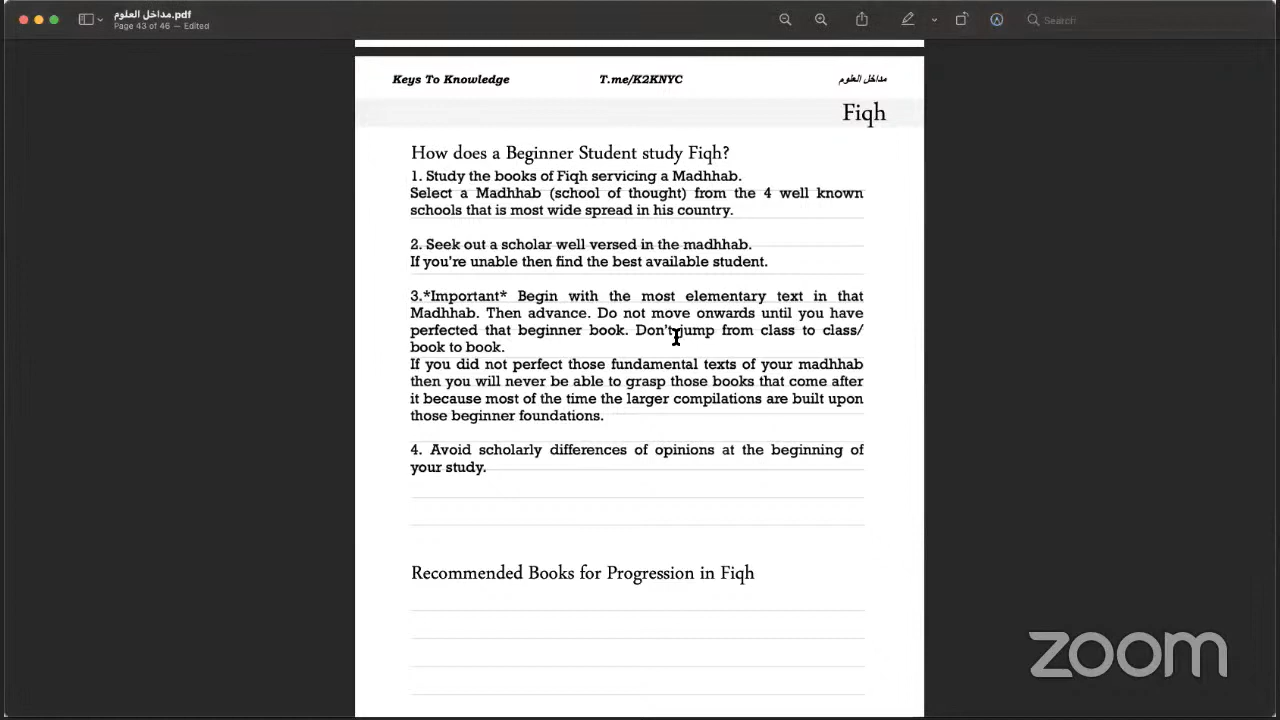 مداخل العلوم.pdf
Page 43 of 46 — Edited
Search
Keys To Knowledge
T.me/K2KNYC
مداخل العلوم
Fiqh
How does a Beginner Student study Fiqh?
1. Study the books of Fiqh servicing a Madhhab.
Select a Madhhab (school of thought) from the 4 well known
schools that is most wide spread in his country.
2. Seek out a scholar well versed in the madhhab.
If you're unable then find the best available student.
3.*Important* Begin with the most elementary text in that
Madhhab. Then advance. Do not move onwards until you have
perfected that beginner book. Don't jump from class to class/
book to book.
If you did not perfect those fundamental texts of your madhhab
then you will never be able to grasp those books that come after
it because most of the time the larger compilations are built upon
those beginner foundations.
4. Avoid scholarly differences of opinions at the beginning of
your study.
Recommended Books for Progression in Fiqh
zoom